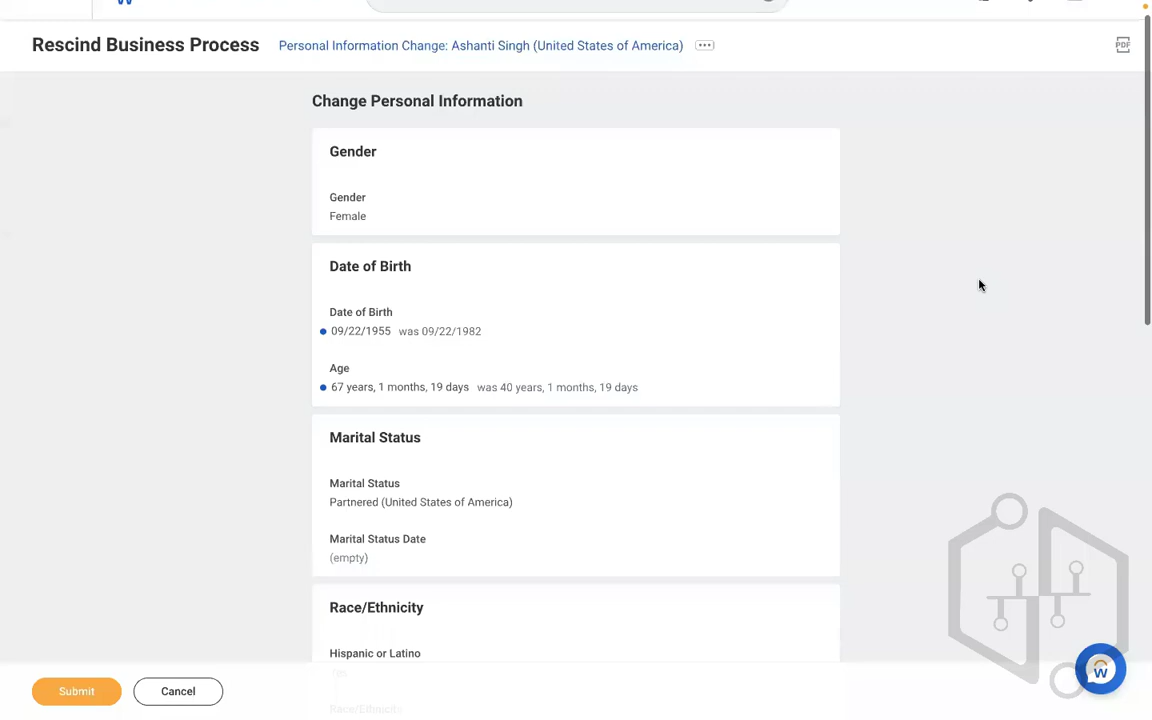 Rescind Business Process Personal Information Change: Ashanti Singh (United States of America)
PDF
Change Personal Information
Gender
Gender
Female
Date of Birth
Date of Birth
09/22/1955 was 09/22/1982
Age
67 years, 1 months, 19 days was 40 years, 1 months, 19 days
Marital Status
Marital Status
Partnered (United States of America)
Marital Status Date
(empty)
Race/Ethnicity
Hispanic or Latino
Race/Ethnicity
Submit
Cancel
W